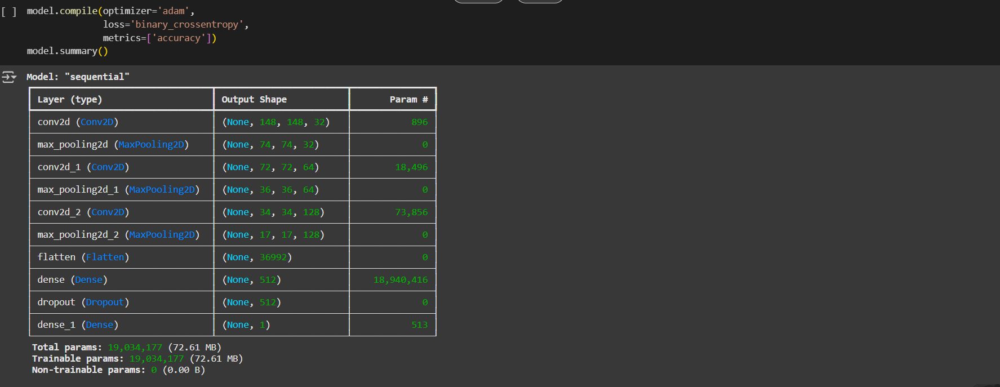 [ ] model.compile(optimizer='adam',
loss='binary_crossentropy',
metrics=['accuracy'])
model.summary()
Model: "sequential"
Layer (type) Output Shape Param #
conv2d (Conv2D) (None, 148, 148, 32) 896
max_pooling2d (MaxPooling2D) (None, 74, 74, 32) 0
conv2d_1 (Conv2D) (None, 72, 72, 64) 18,496
max_pooling2d_1 (MaxPooling2D) (None, 36, 36, 64) 0
conv2d_2 (Conv2D) (None, 34, 34, 128) 73,856
max_pooling2d_2 (MaxPooling2D) (None, 17, 17, 128) 0
flatten (Flatten) (None, 36992) 0
dense (Dense) (None, 512) 18,940,416
dropout (Dropout) (None, 512) 0
dense_1 (Dense) (None, 1) 513
Total params: 19,034,177 (72.61 MB)
Trainable params: 19,034,177 (72.61 MB)
Non-trainable params: 0 (0.00 B)